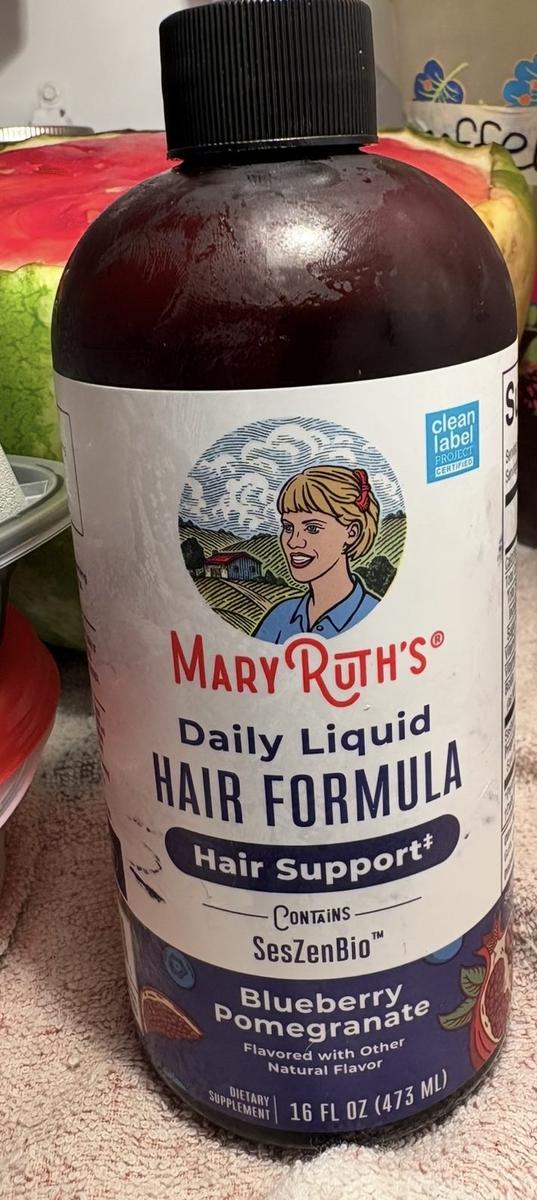 clean
label
PROJECT
CERTIFIED
MARY RUTH'S®
Daily Liquid
HAIR FORMULA
Hair Support‡
CONTAINS
SesZenBio™
Blueberry
Pomegranate
Flavored with Other
Natural Flavor
DIETARY
SUPPLEMENT
16 FL OZ (473 ML)